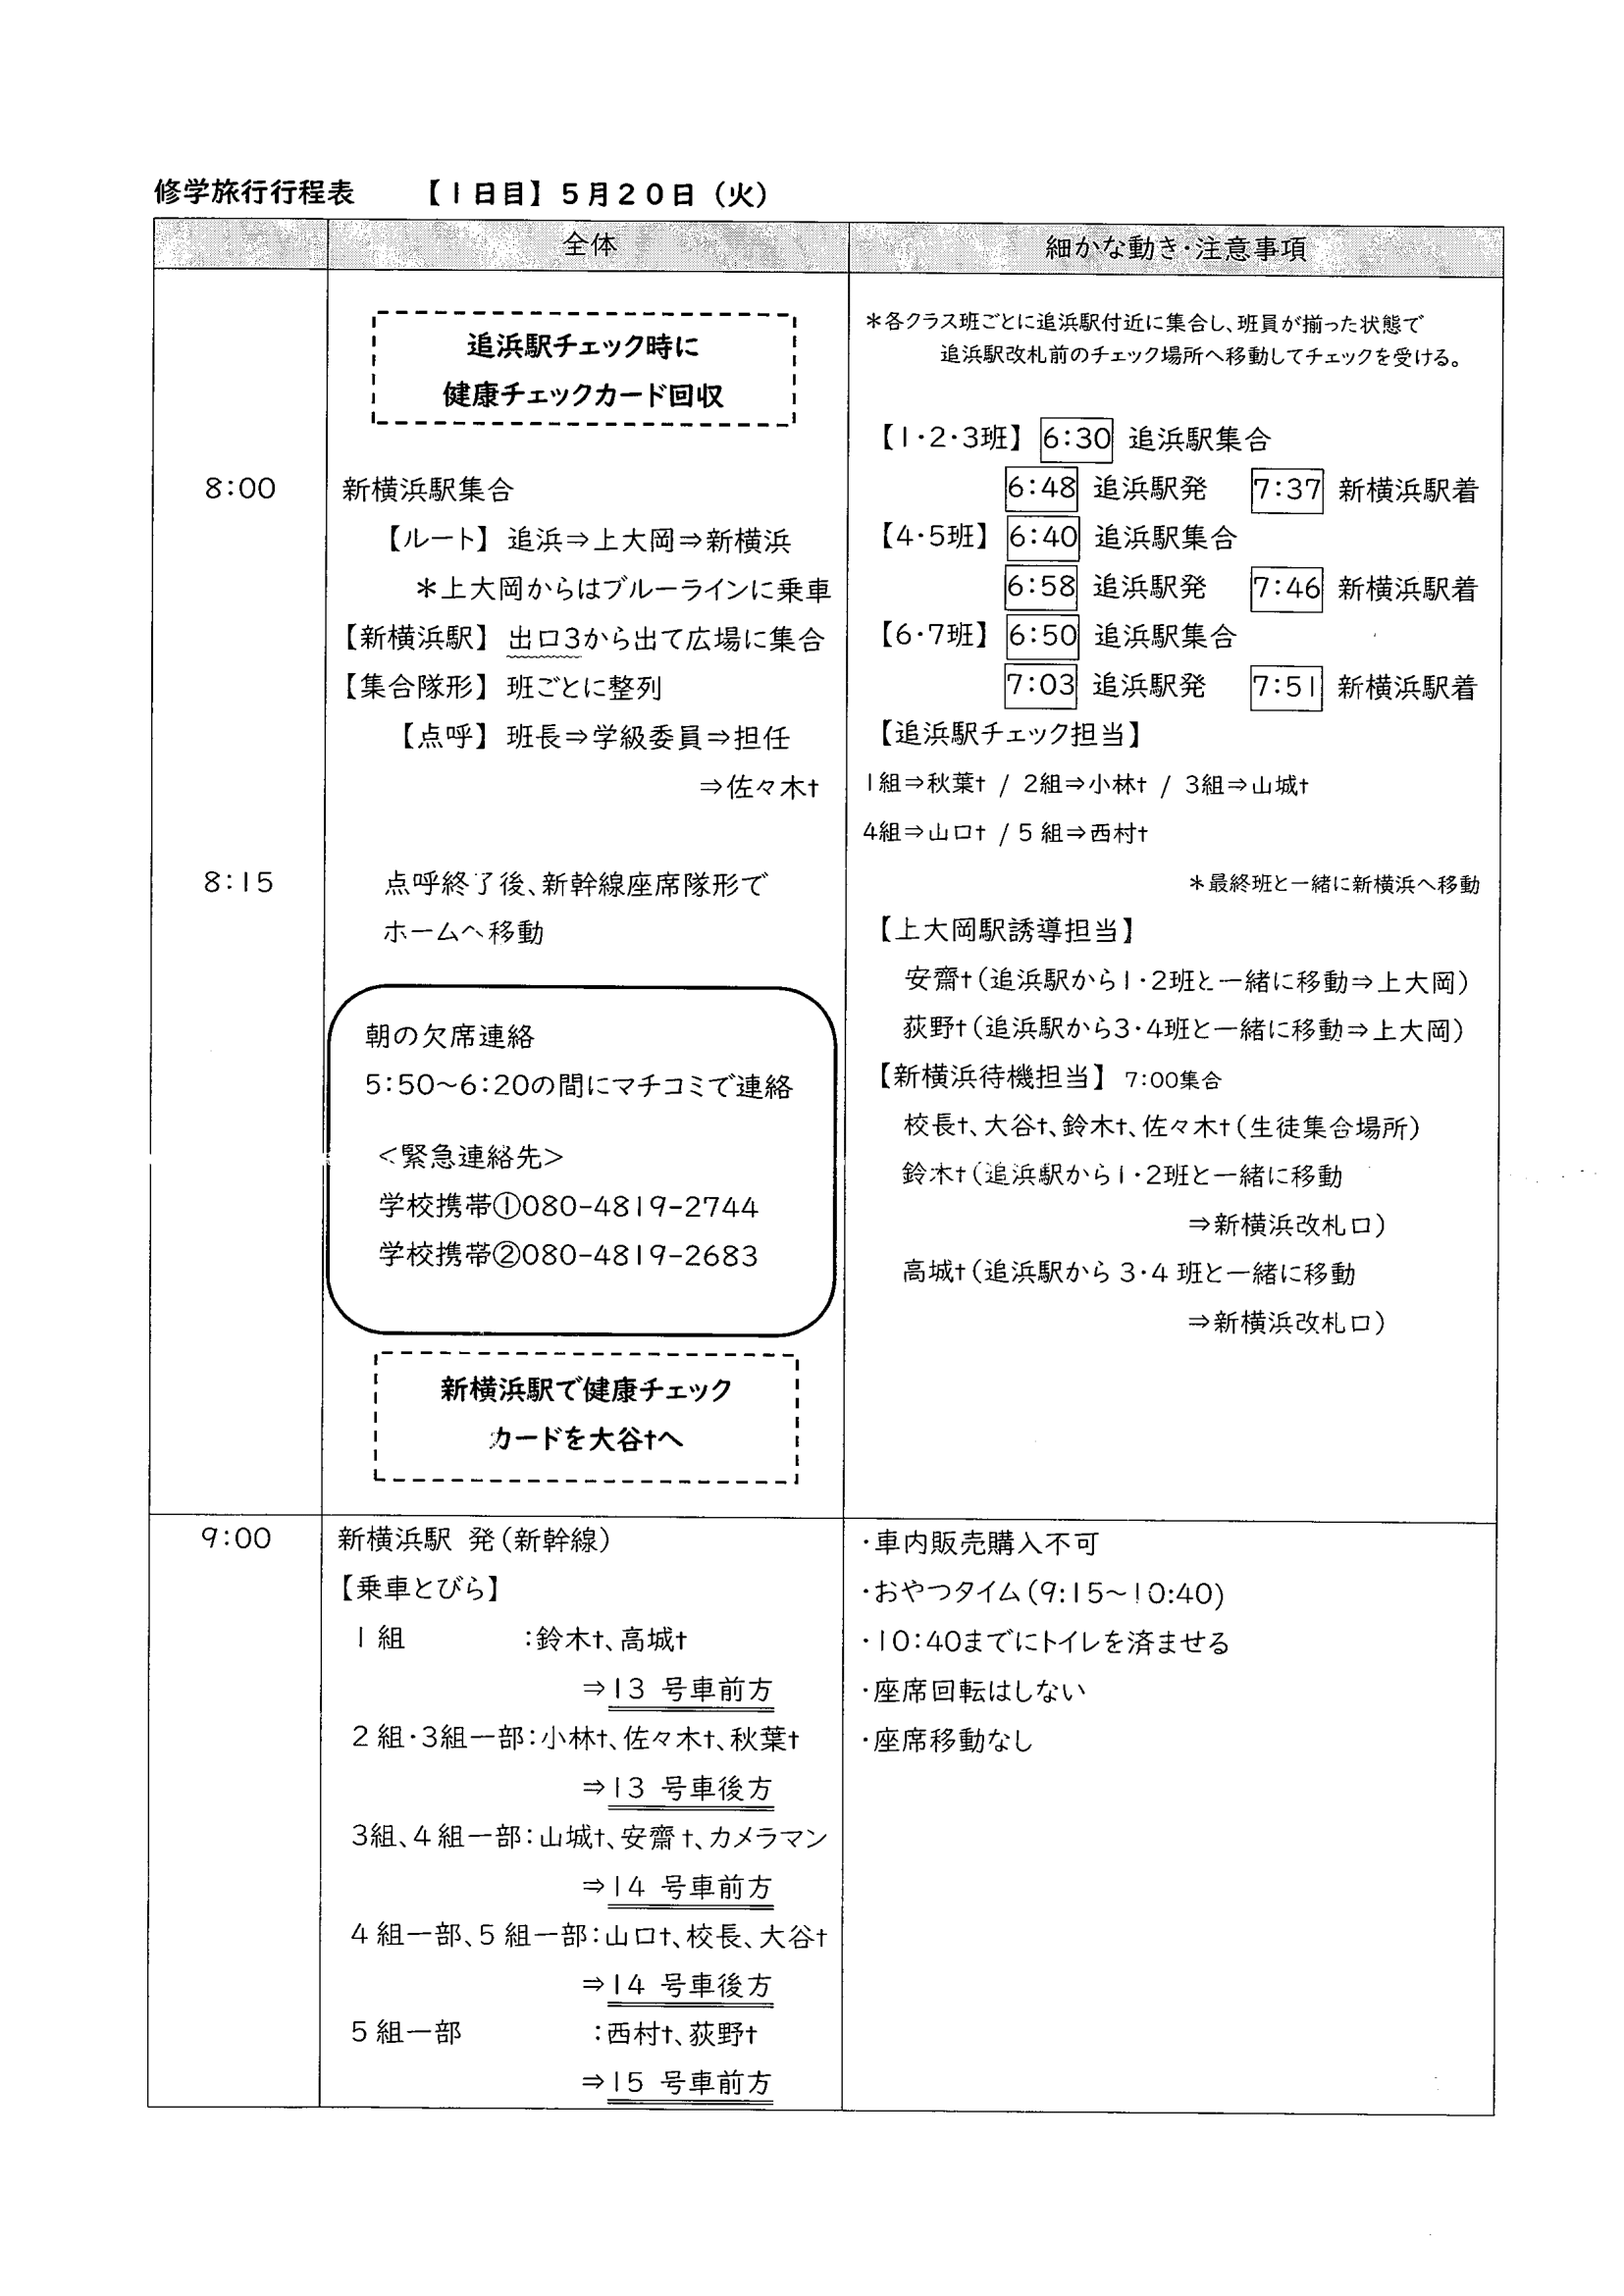 修学旅行行程表　【1日目】5月20日（火）
全体
細かな動き・注意事項
追浜駅チェック時に
健康チェックカード回収
8:00
新横浜駅集合
【ルート】追浜⇒上大岡⇒新横浜
＊上大岡からはブルーラインに乗車
【新横浜駅】出口3から出て広場に集合
【集合隊形】班ごとに整列
【点呼】班長⇒学級委員⇒担任
⇒佐々木†
8:15
点呼終了後、新幹線座席隊形で
ホームへ移動
朝の欠席連絡
5:50～6:20の間にマチコミで連絡
＜緊急連絡先＞
学校携帯①080-4819-2744
学校携帯②080-4819-2683
新横浜駅で健康チェック
カードを大谷†へ
＊各クラス班ごとに追浜駅付近に集合し、班員が揃った状態で
追浜駅改札前のチェック場所へ移動してチェックを受ける。
【1・2・3班】6:30 追浜駅集合
6:48 追浜駅発　7:37 新横浜駅着
【4・5班】6:40 追浜駅集合
6:58 追浜駅発　7:46 新横浜駅着
【6・7班】6:50 追浜駅集合
7:03 追浜駅発　7:51 新横浜駅着
【追浜駅チェック担当】
1組⇒秋葉† / 2組⇒小林† / 3組⇒山城†
4組⇒山口† / 5組⇒西村†
＊最終班と一緒に新横浜へ移動
【上大岡駅誘導担当】
安齋†（追浜駅から1・2班と一緒に移動⇒上大岡）
荻野†（追浜駅から3・4班と一緒に移動⇒上大岡）
【新横浜待機担当】7:00集合
校長†、大谷†、鈴木†、佐々木†（生徒集合場所）
鈴木†（追浜駅から1・2班と一緒に移動
⇒新横浜改札口）
高城†（追浜駅から3・4班と一緒に移動
⇒新横浜改札口）
9:00
新横浜駅 発（新幹線）
【乗車とびら】
1組　：鈴木†、高城†
⇒13 号車前方
2組・3組一部：小林†、佐々木†、秋葉†
⇒13 号車後方
3組、4組一部：山城†、安齋†、カメラマン
⇒14 号車前方
4組一部、5組一部：山口†、校長、大谷†
⇒14 号車後方
5組一部　：西村†、荻野†
⇒15 号車前方
・車内販売購入不可
・おやつタイム（9:15～10:40）
・10:40までにトイレを済ませる
・座席回転はしない
・座席移動なし